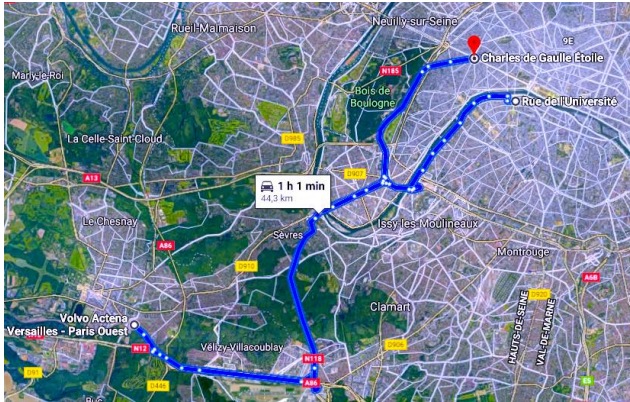 Neuilly-sur-Seine
Rueil-Malmaison
9E
Charles de Gaulle Étoile
N185
Marly-le-Roi
Bois de
Boulogne
Rue de l'Université
La Celle-Saint-Cloud
D985
A13
D907
1 h 1 min
44,3 km
Le Chesnay
Issy-les-Moulineaux
Sèvres
A86
Montrouge
D910
A6B
D920
HAUTS-DE-SEINE
VAL-DE-MARNE
Clamart
Volvo Actena
Versailles - Paris Ouest
N12
Vélizy-Villacoublay
D906
N118
D91
D446
A86
E5
Buc